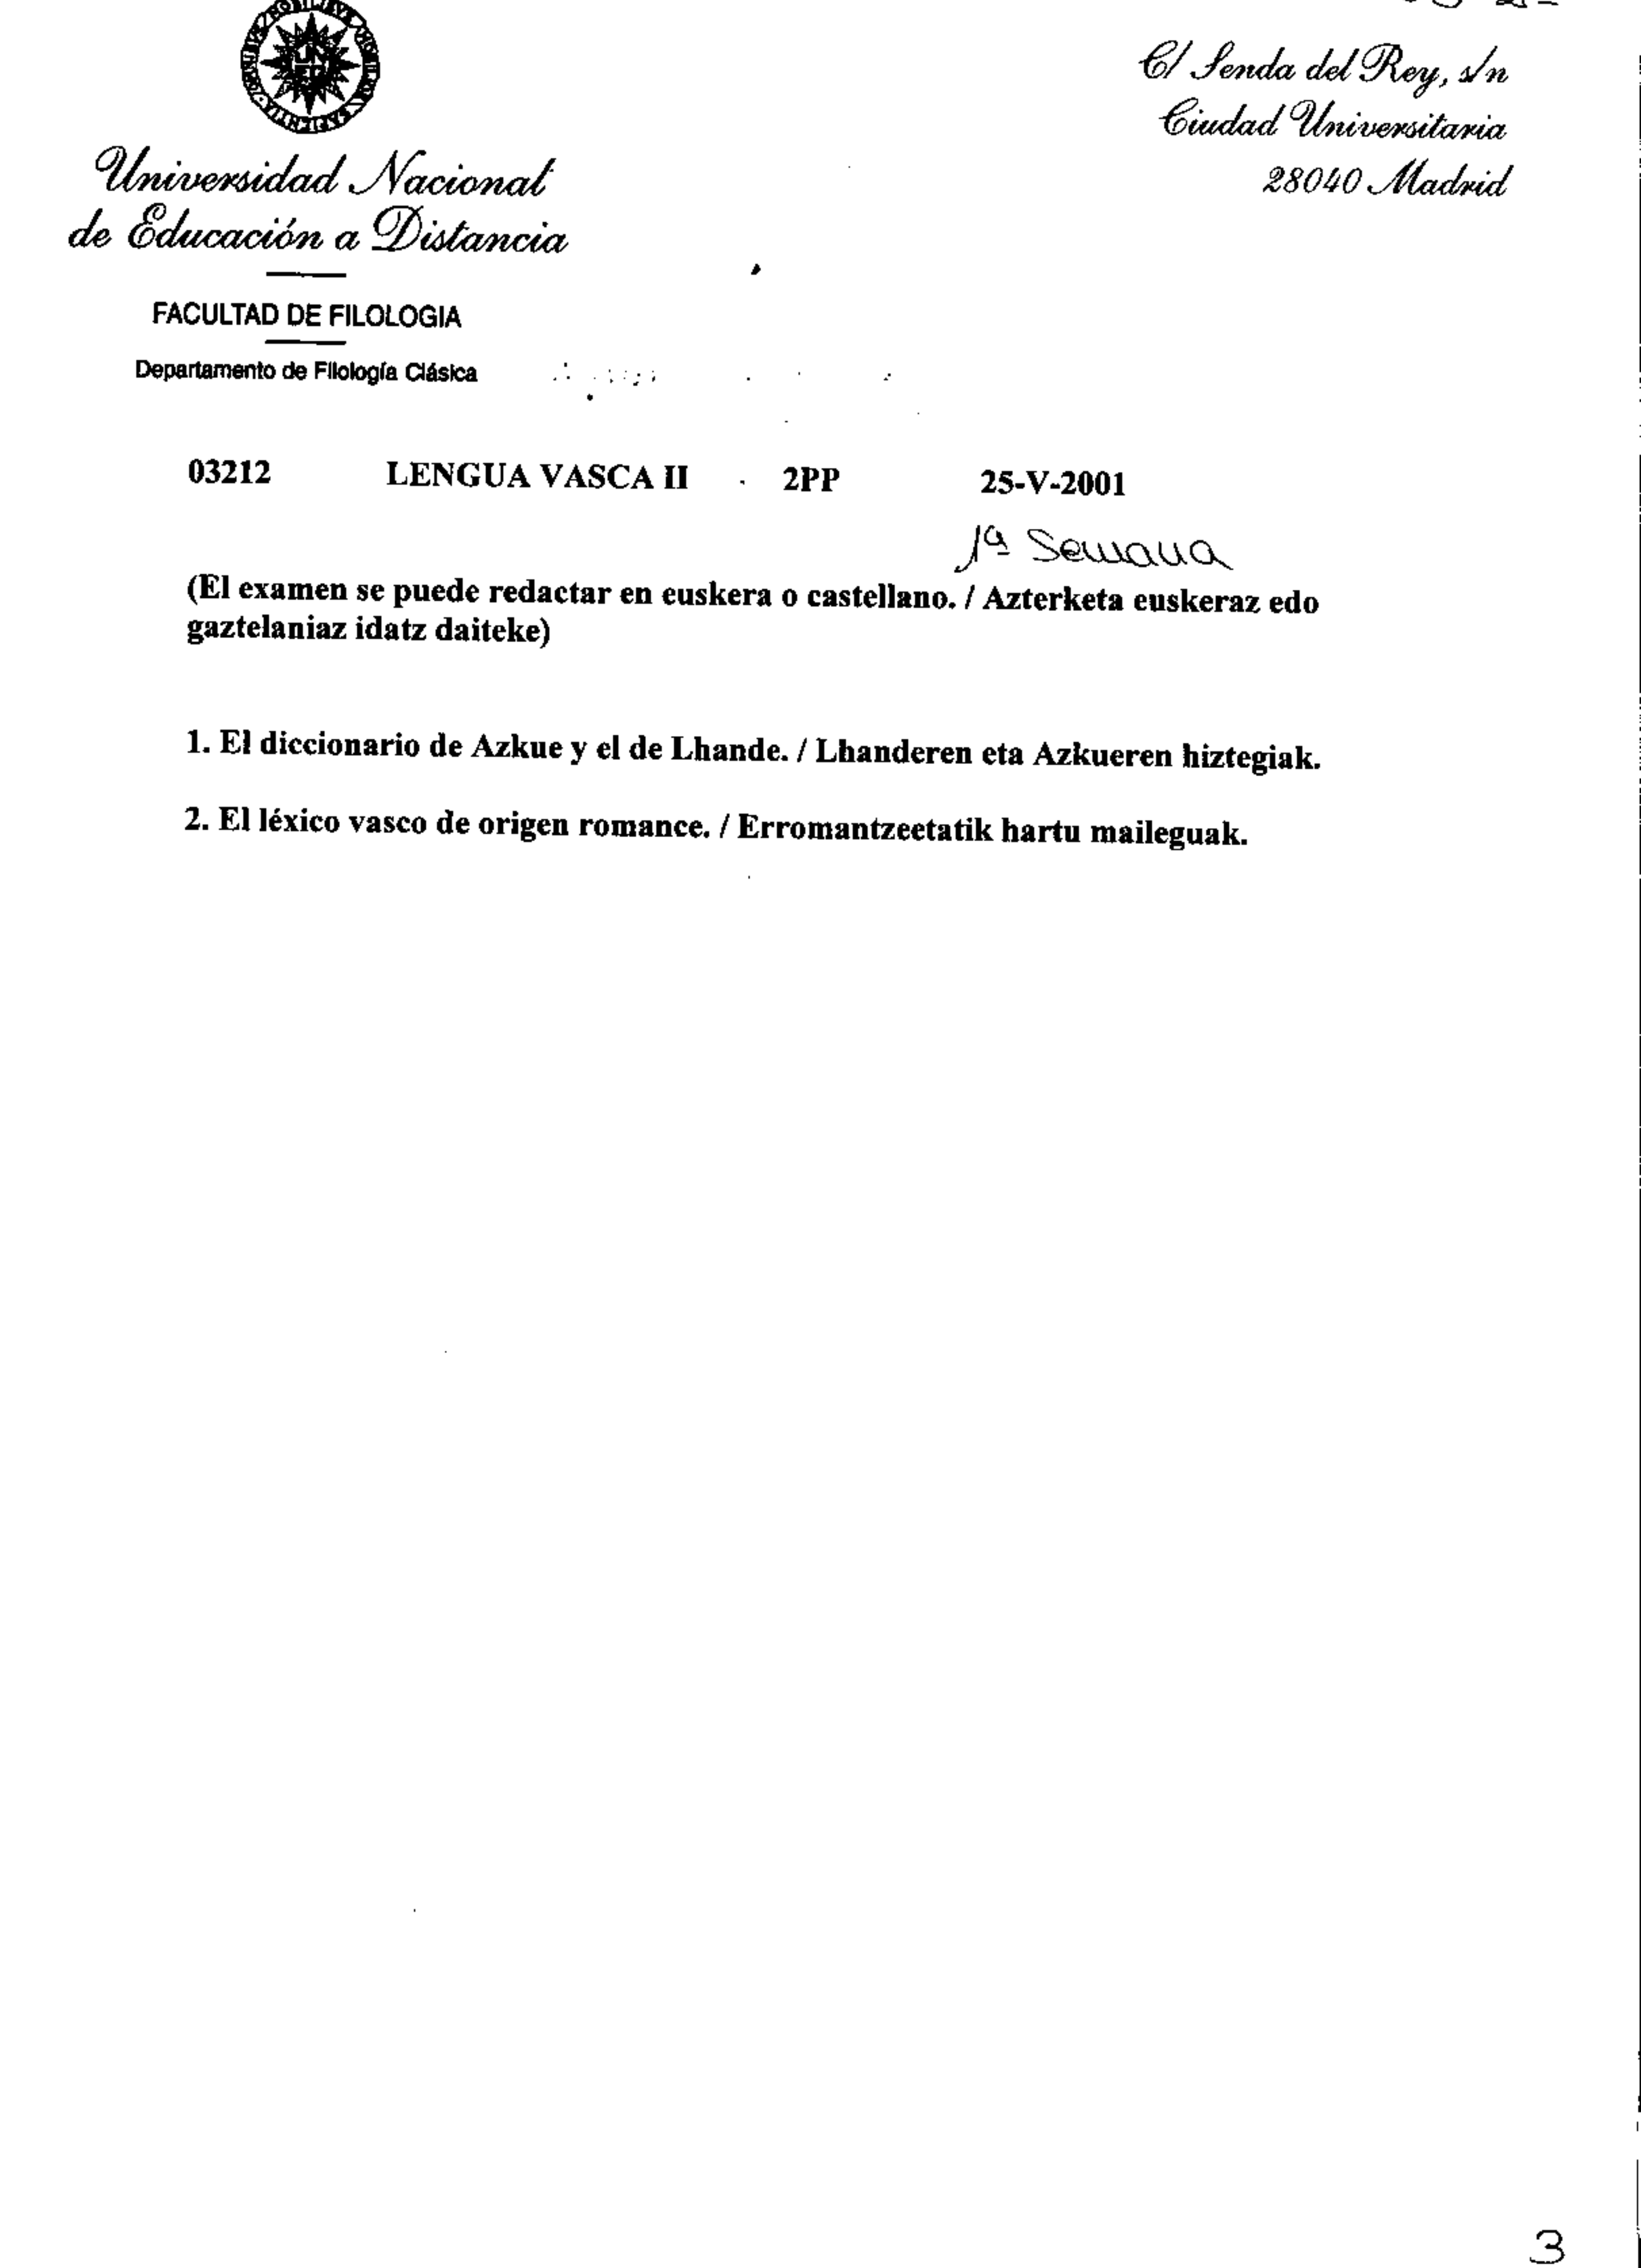 C/ Senda del Rey, s/n
Ciudad Universitaria
28040 Madrid
Universidad Nacional
de Educación a Distancia
FACULTAD DE FILOLOGIA
Departamento de Filología Clásica
03212 LENGUA VASCA II 2PP 25-V-2001
1ª Semana
(El examen se puede redactar en euskera o castellano. / Azterketa euskeraz edo
gaztelaniaz idatz daiteke)
1. El diccionario de Azkue y el de Lhande. / Lhanderen eta Azkueren hiztegiak.
2. El léxico vasco de origen romance. / Erromantzeetatik hartu maileguak.
3